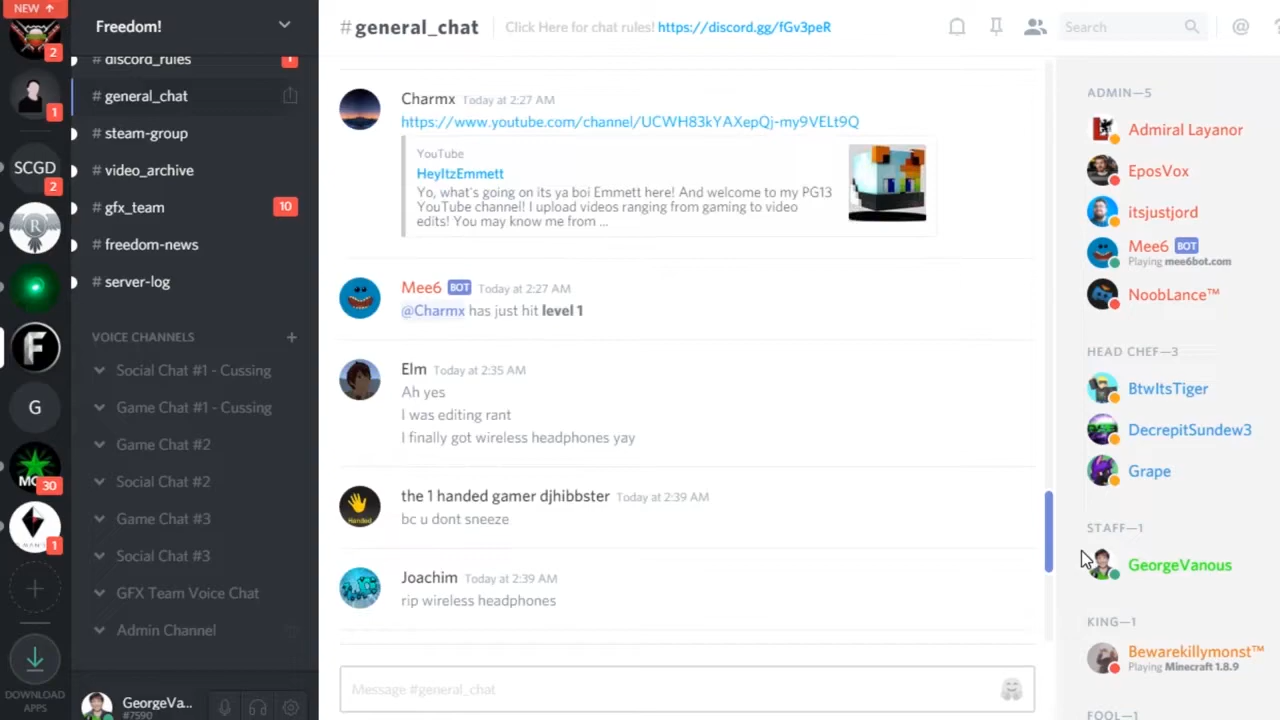 NEW ↑
2
1
SCGD
2
R
F
G
MC
30
1
DOWNLOAD
APPS
Freedom!
# discord_rules
1
# general_chat
# steam-group
# video_archive
# gfx_team
10
# freedom-news
# server-log
VOICE CHANNELS
Social Chat #1 - Cussing
Game Chat #1 - Cussing
Game Chat #2
Social Chat #2
Game Chat #3
Social Chat #3
GFX Team Voice Chat
Admin Channel
GeorgeVa...
#7590
#general_chat
Click Here for chat rules! https://discord.gg/fGv3peR
Search
@
?
Charmx Today at 2:27 AM
https://www.youtube.com/channel/UCWH83kYAXepQj-my9VELt9Q
YouTube
HeyItzEmmett
Yo, what's going on its ya boi Emmett here! And welcome to my PG13
YouTube channel! I upload videos ranging from gaming to video
edits! You may know me from ...
Mee6 BOT Today at 2:27 AM
@Charmx has just hit level 1
Elm Today at 2:35 AM
Ah yes
I was editing rant
I finally got wireless headphones yay
the 1 handed gamer djhibbster Today at 2:39 AM
Handed
bc u dont sneeze
Joachim Today at 2:39 AM
rip wireless headphones
Message #general_chat
ADMIN—5
Admiral Layanor
EposVox
itsjustjord
Mee6 BOT
Playing mee6bot.com
NoobLance™
HEAD CHEF—3
BtwItsTiger
DecrepitSundew3
Grape
STAFF—1
GeorgeVanous
KING—1
Bewarekillymonst™
Playing Minecraft 1.8.9
FOOL—1